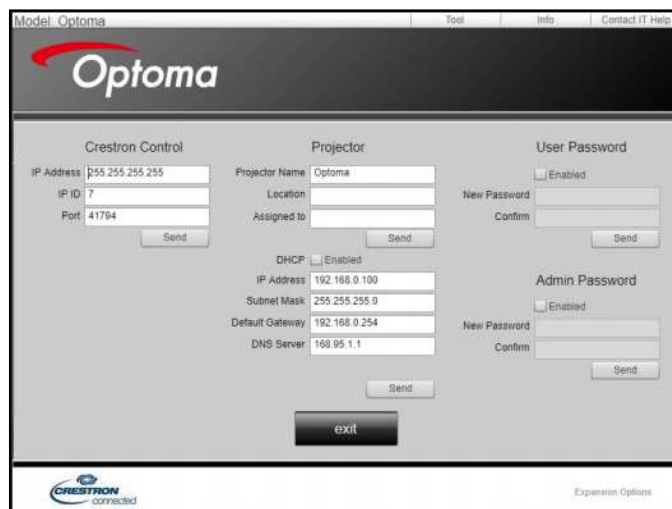 Model: Optoma
Tool
Info
Contact IT Help
Optoma
Crestron Control
IP Address 255.255.255.255
IP ID 7
Port 41794
Send
Projector
Projector Name Optoma
Location
Assigned to
Send
DHCP Enabled
IP Address 192.168.0.100
Subnet Mask 255.255.255.0
Default Gateway 192.168.0.254
DNS Server 168.95.1.1
Send
User Password
Enabled
New Password
Confirm
Send
Admin Password
Enabled
New Password
Confirm
Send
exit
CRESTRON
connected
Expansion Options